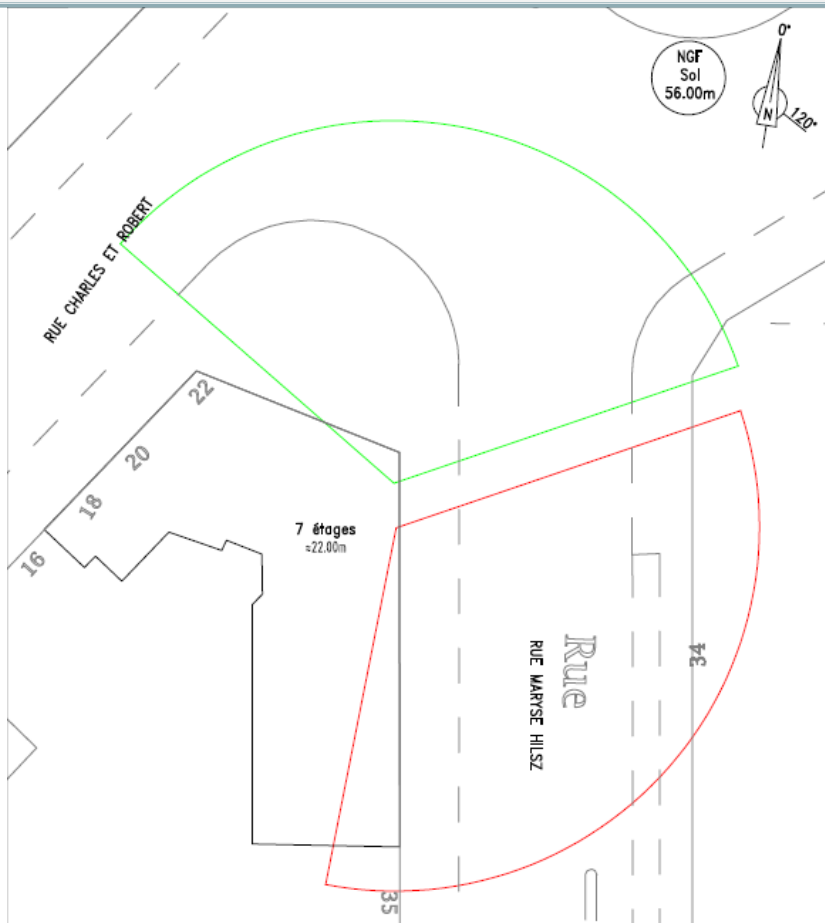 NGF
Sol
56.00m
0°
N
120°
RUE CHARLES ET ROBERT
22
20
18
16
7 étages
≈22.00m
Rue
RUE MARYSE HILSZ
34
35